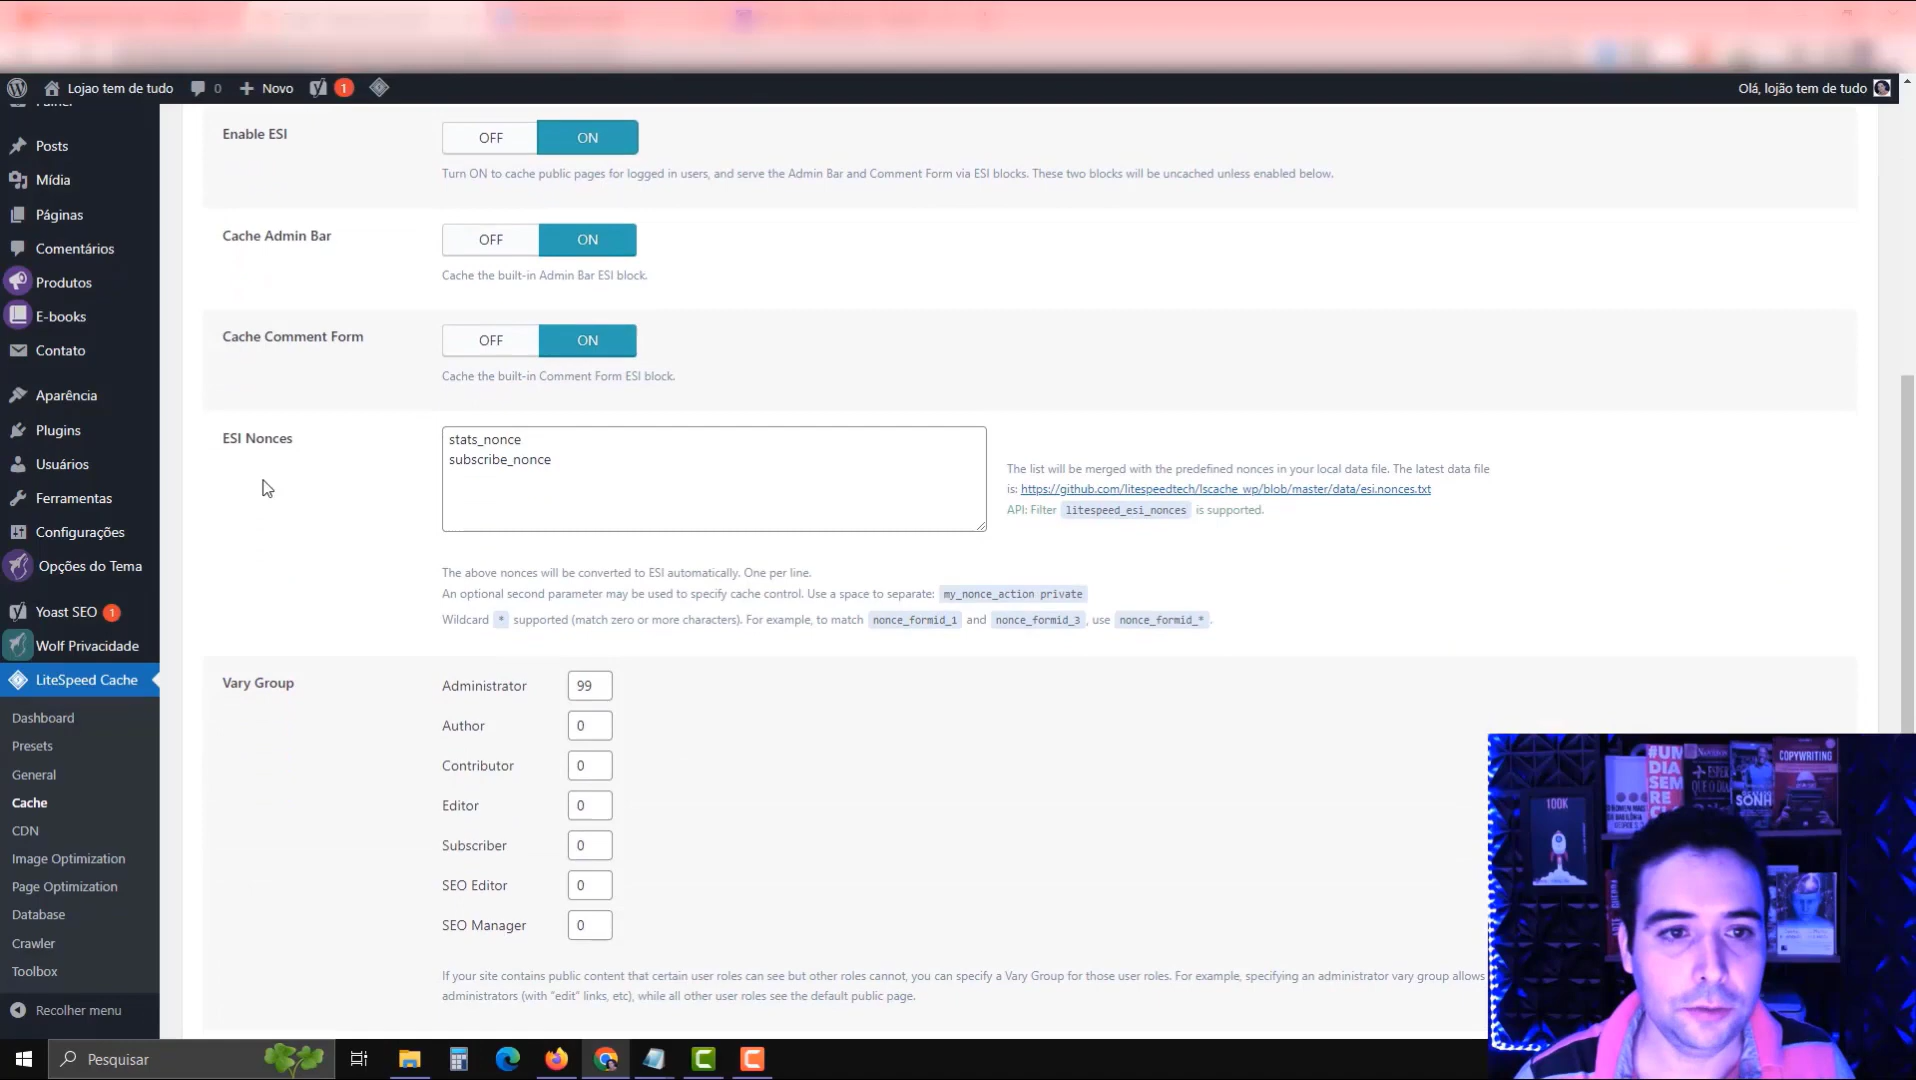 Lojao tem de tudo
0
Novo
1
Olá, lojão tem de tudo
Posts
Mídia
Páginas
Comentários
Produtos
E-books
Contato
Aparência
Plugins
Usuários
Ferramentas
Configurações
Opções do Tema
Yoast SEO 1
Wolf Privacidade
LiteSpeed Cache
Dashboard
Presets
General
Cache
CDN
Image Optimization
Page Optimization
Database
Crawler
Toolbox
Recolher menu
Enable ESI
OFF ON
Turn ON to cache public pages for logged in users, and serve the Admin Bar and Comment Form via ESI blocks. These two blocks will be uncached unless enabled below.
Cache Admin Bar
OFF ON
Cache the built-in Admin Bar ESI block.
Cache Comment Form
OFF ON
Cache the built-in Comment Form ESI block.
ESI Nonces
stats_nonce
subscribe_nonce
The list will be merged with the predefined nonces in your local data file. The latest data file
is: https://github.com/litespeedtech/lscache_wp/blob/master/data/esi.nonces.txt
API: Filter litespeed_esi_nonces is supported.
The above nonces will be converted to ESI automatically. One per line.
An optional second parameter may be used to specify cache control. Use a space to separate: my_nonce_action private
Wildcard * supported (match zero or more characters). For example, to match nonce_formid_1 and nonce_formid_3, use nonce_formid_*.
Vary Group
Administrator 99
Author 0
Contributor 0
Editor 0
Subscriber 0
SEO Editor 0
SEO Manager 0
If your site contains public content that certain user roles can see but other roles cannot, you can specify a Vary Group for those user roles. For example, specifying an administrator vary group allows
administrators (with “edit” links, etc), while all other user roles see the default public page.
#UM
DIA
SEM
RE
COPYWRITING
SONH
100K
Pesquisar